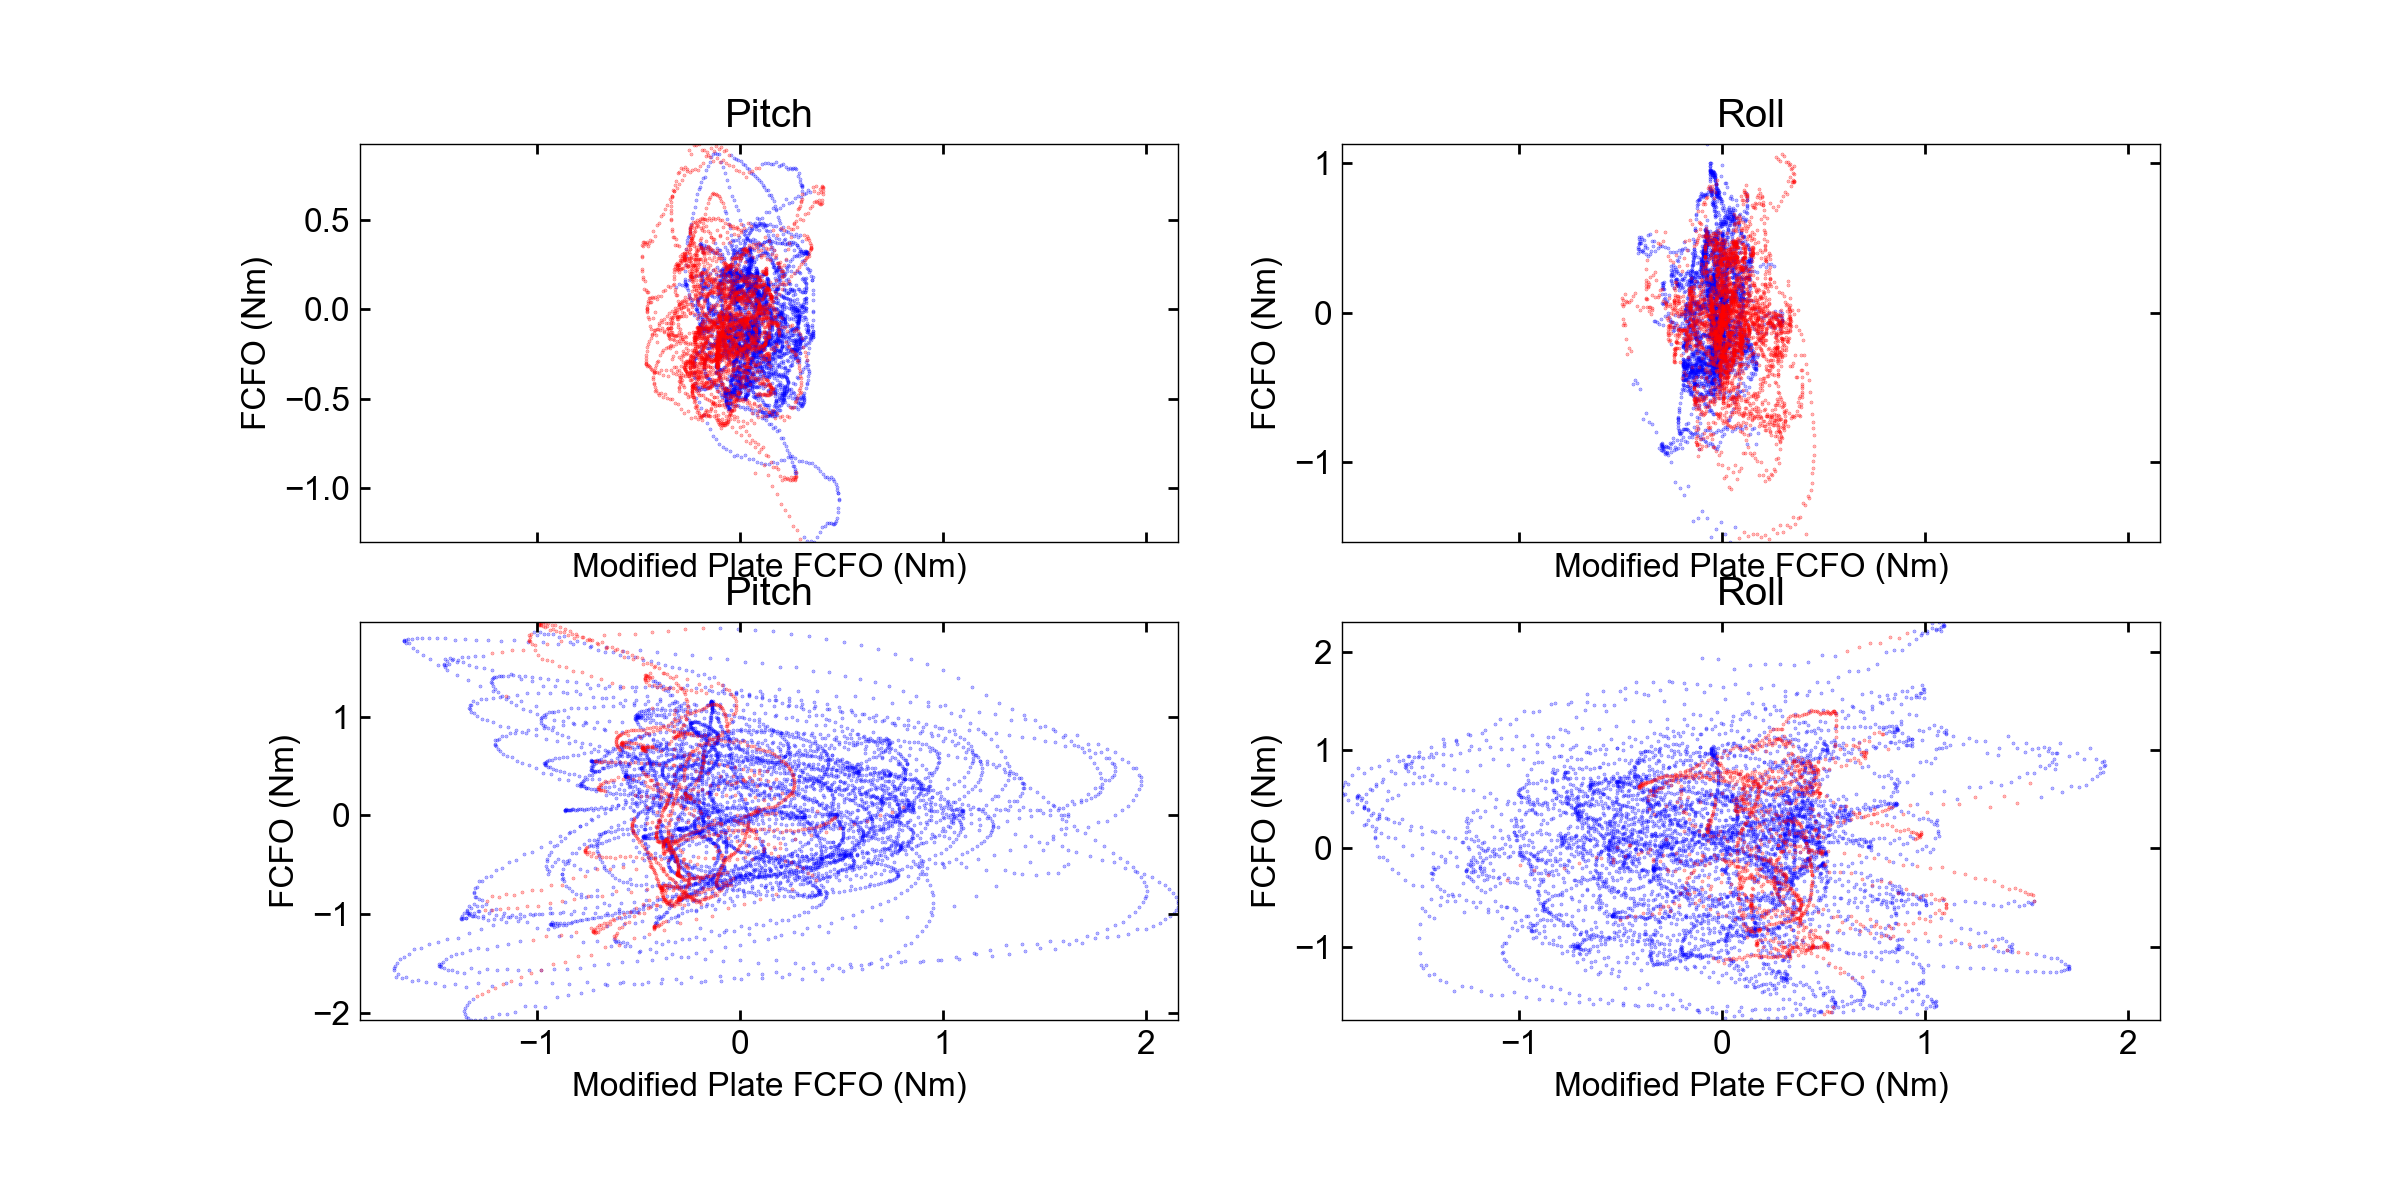 Pitch
Roll
0.5
0.0
−0.5
−1.0
FCFO (Nm)
Modified Plate FCFO (Nm)
1
0
−1
FCFO (Nm)
Modified Plate FCFO (Nm)
Pitch
Roll
1
0
−1
−2
FCFO (Nm)
−1 0 1 2
Modified Plate FCFO (Nm)
2
1
0
−1
FCFO (Nm)
−1 0 1 2
Modified Plate FCFO (Nm)